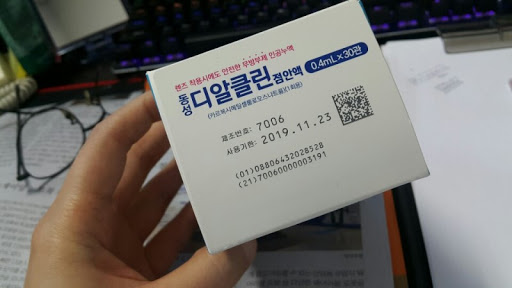 렌즈 착용시에도 안전한 무방부제 인공누액
동성 디알클린점안액 0.4mL×30관
(카르복시메틸셀룰로오스나트륨)(1회용)
제조번호: 7006
사용기한: 2019.11.23
(01)08806432028528
(21)70060000003191